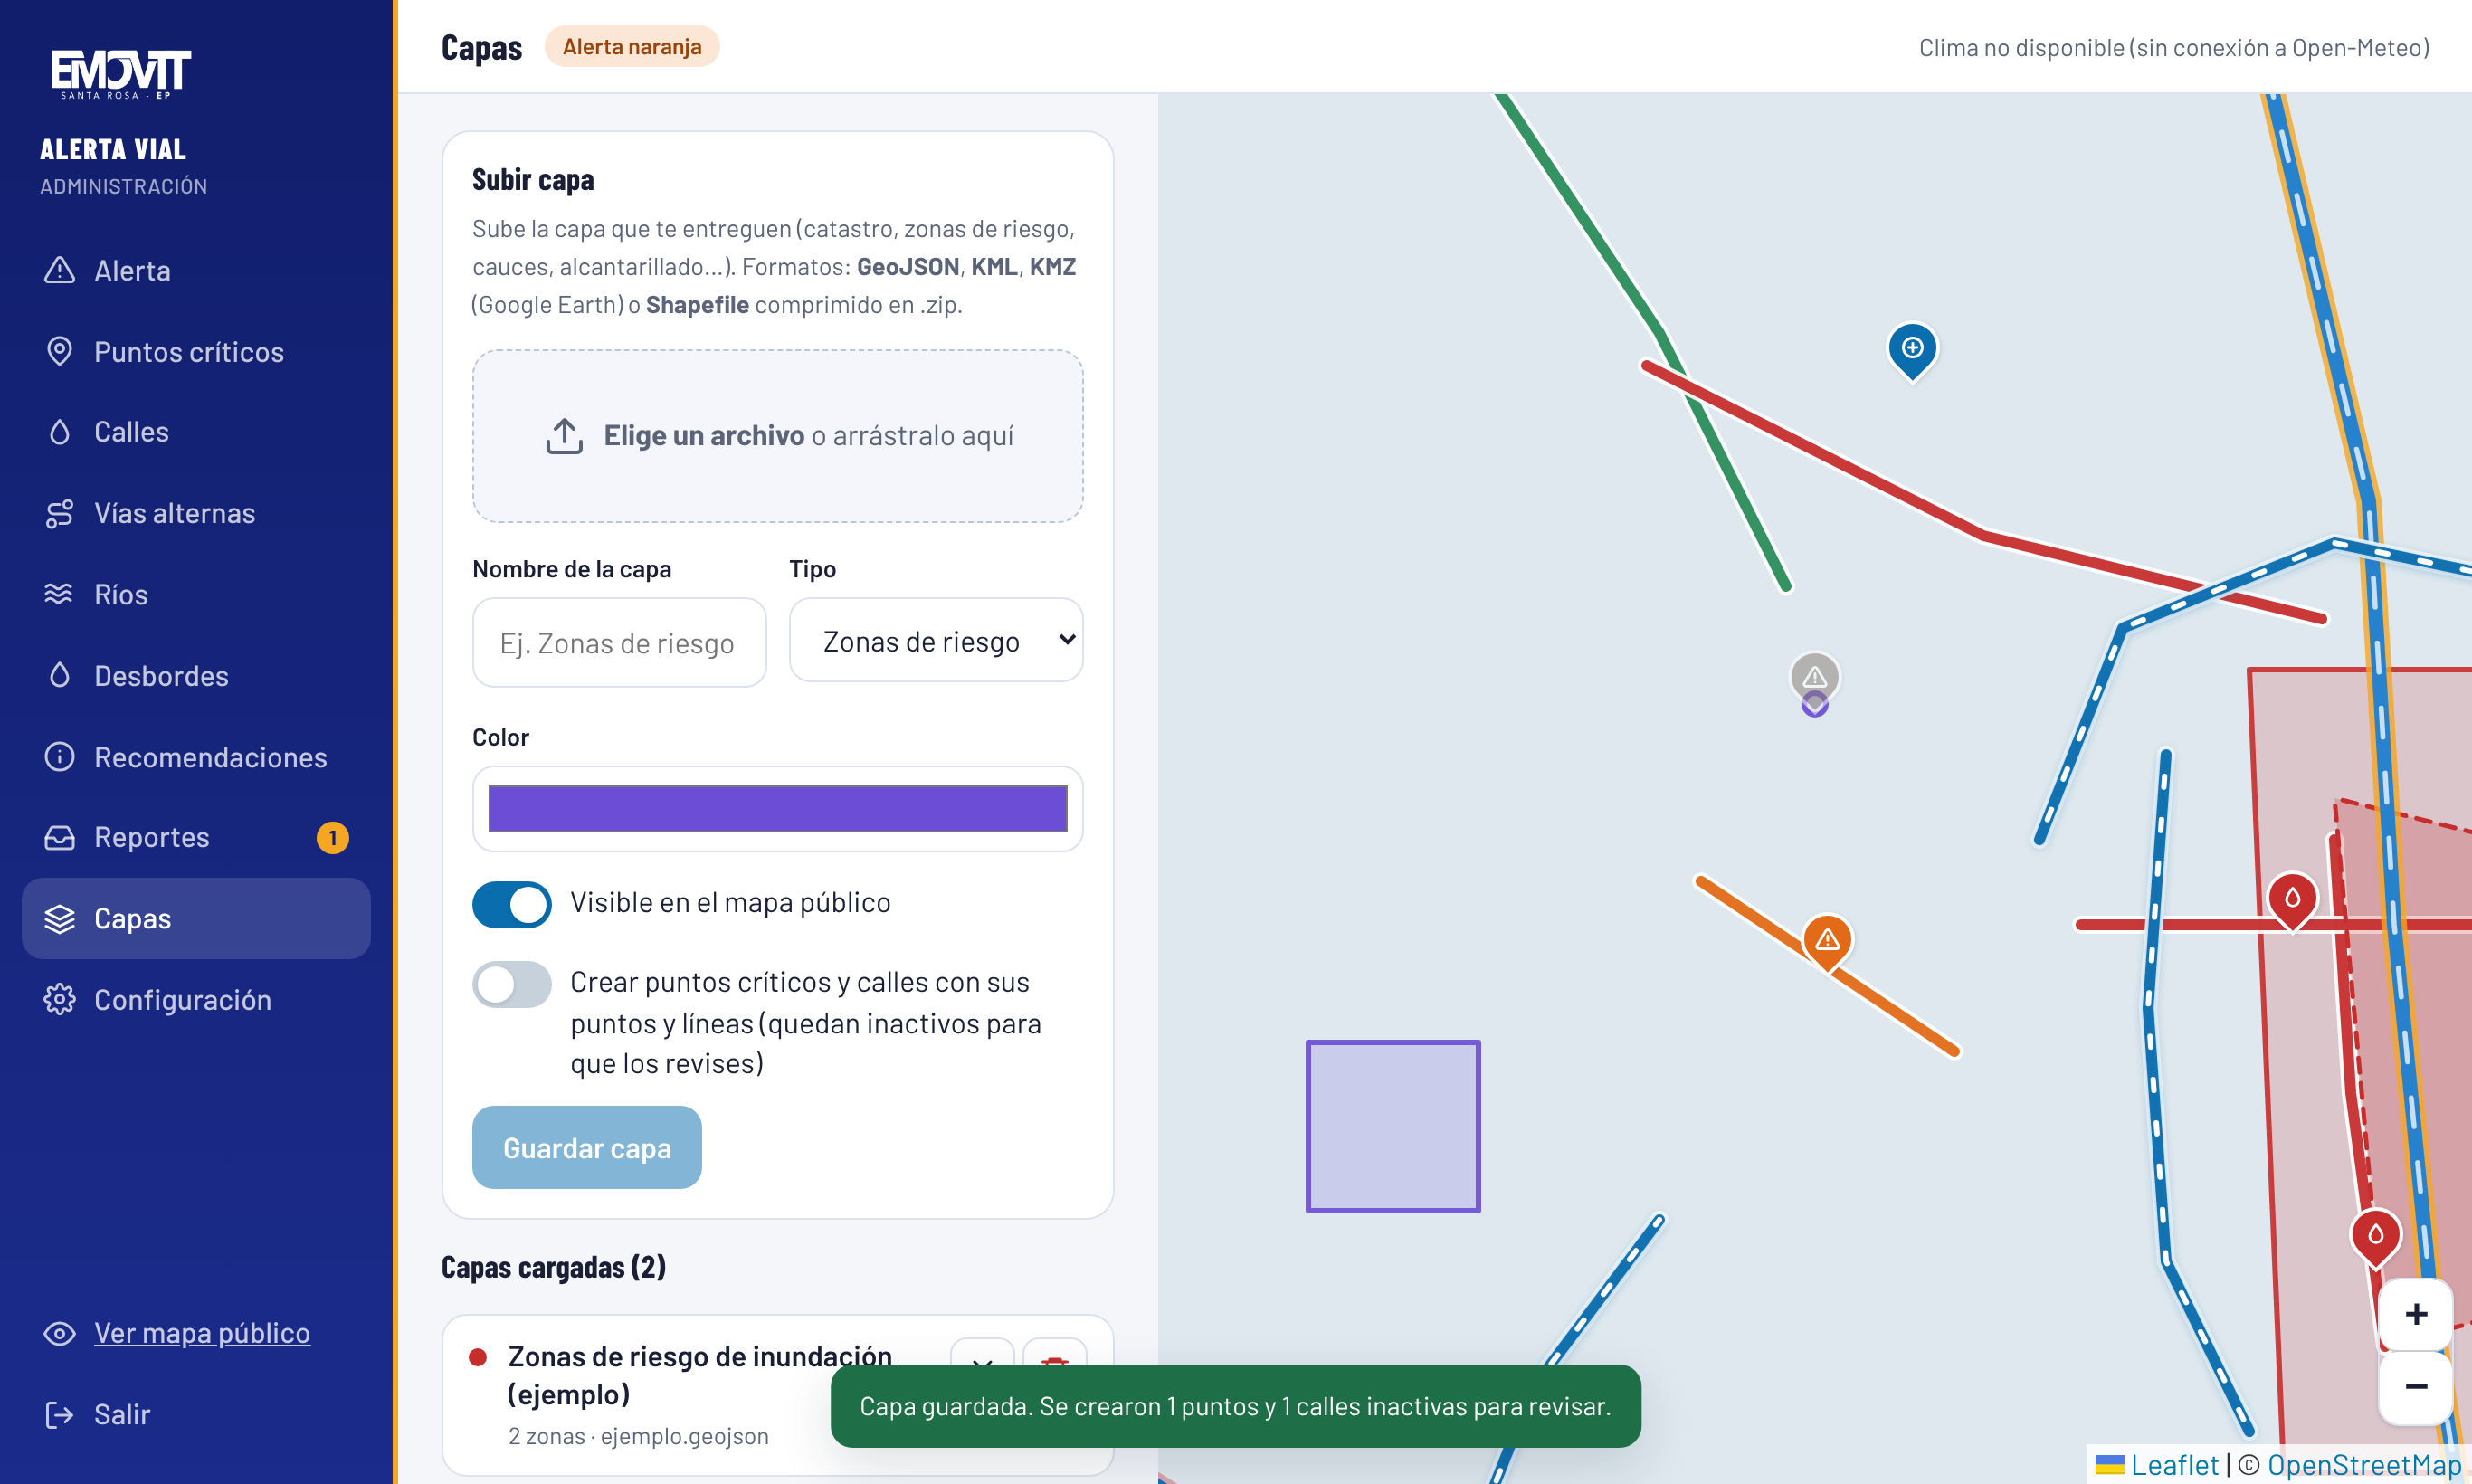 EMOVTT
SANTA ROSA - EP
ALERTA VIAL
ADMINISTRACIÓN
Alerta
Puntos críticos
Calles
Vías alternas
Ríos
Desbordes
Recomendaciones
Reportes 1
Capas
Configuración
Ver mapa público
Salir
Capas Alerta naranja
Clima no disponible (sin conexión a Open-Meteo)
Subir capa
Sube la capa que te entreguen (catastro, zonas de riesgo,
cauces, alcantarillado...). Formatos: GeoJSON, KML, KMZ
(Google Earth) o Shapefile comprimido en .zip.
Elige un archivo o arrástralo aquí
Nombre de la capa Tipo
Ej. Zonas de riesgo Zonas de riesgo
Color
Visible en el mapa público
Crear puntos críticos y calles con sus
puntos y líneas (quedan inactivos para
que los revises)
Guardar capa
Capas cargadas (2)
Zonas de riesgo de inundación
(ejemplo)
2 zonas · ejemplo.geojson
Capa guardada. Se crearon 1 puntos y 1 calles inactivas para revisar.
+
−
Leaflet | © OpenStreetMap